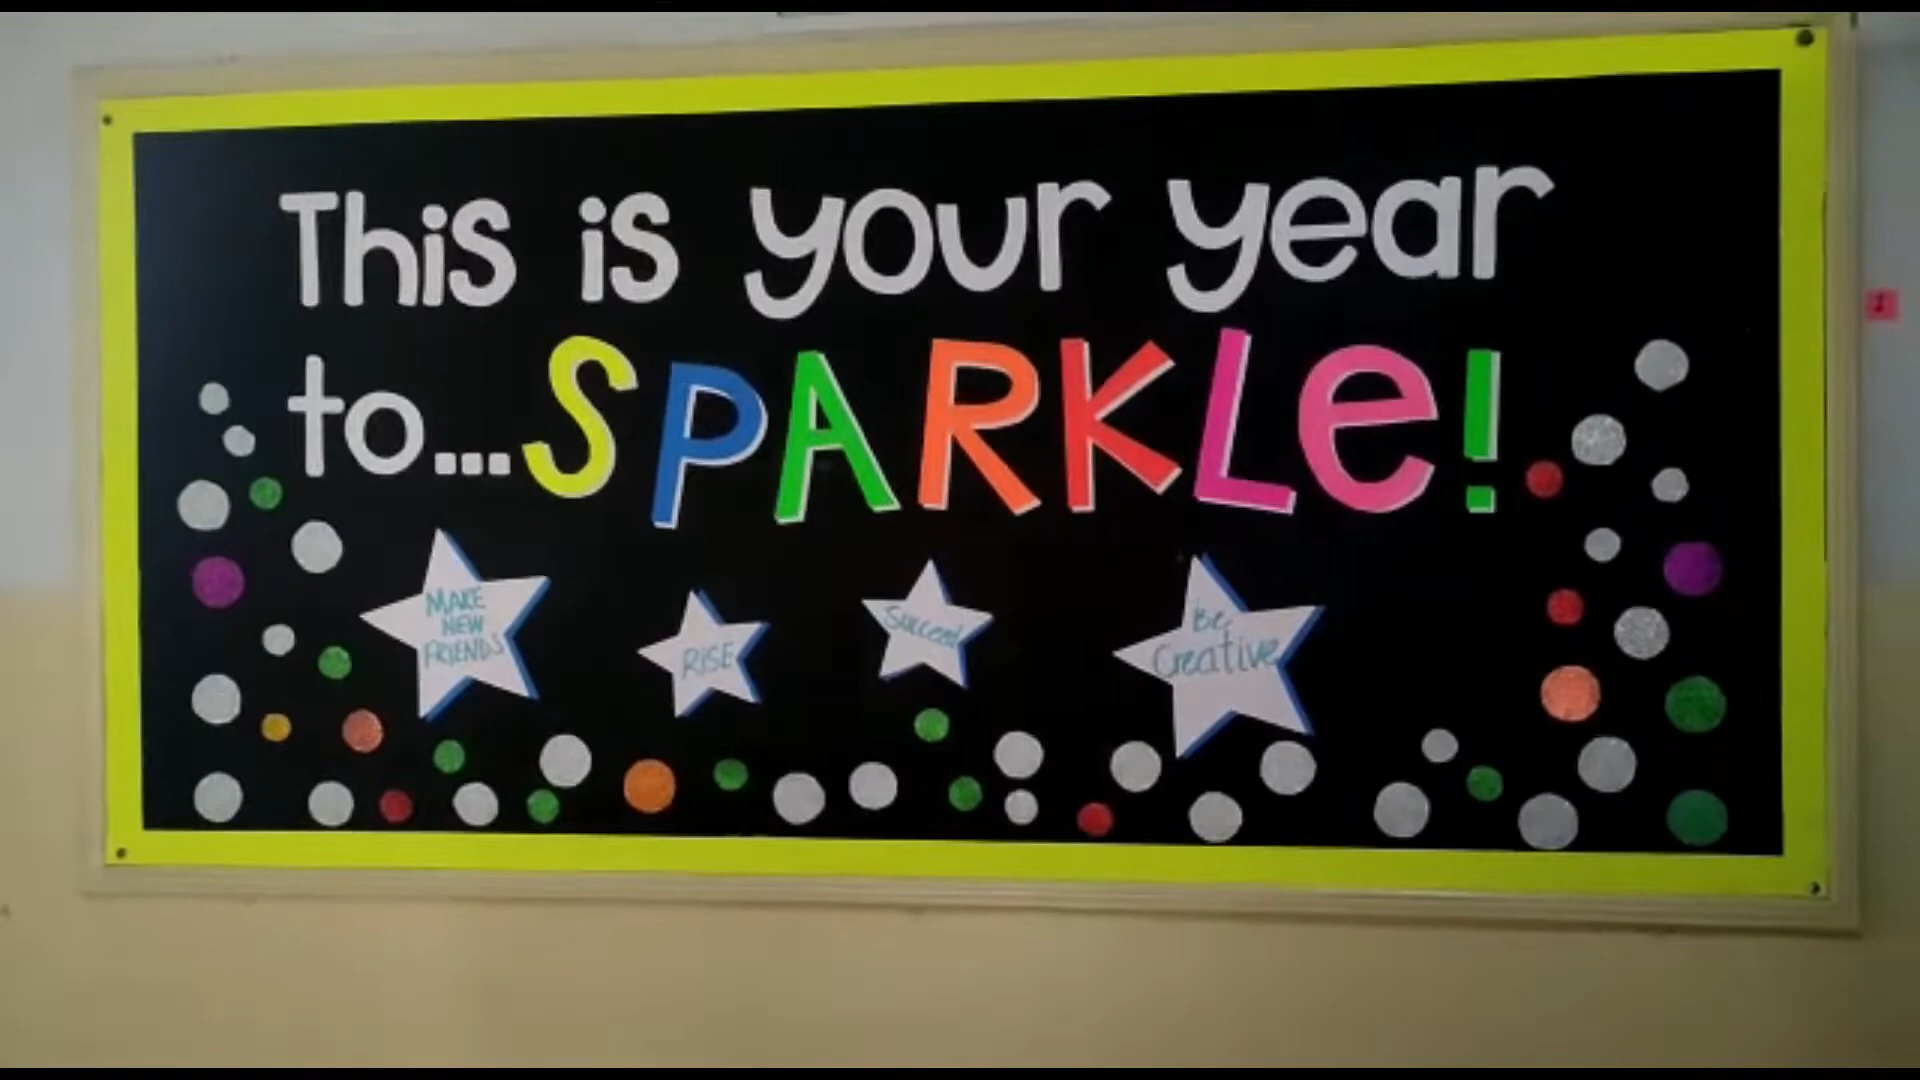 This is your year
to...SPARKLe!
MAKE
NEW
FRIENDS
RISE
Succeed
Be
Creative